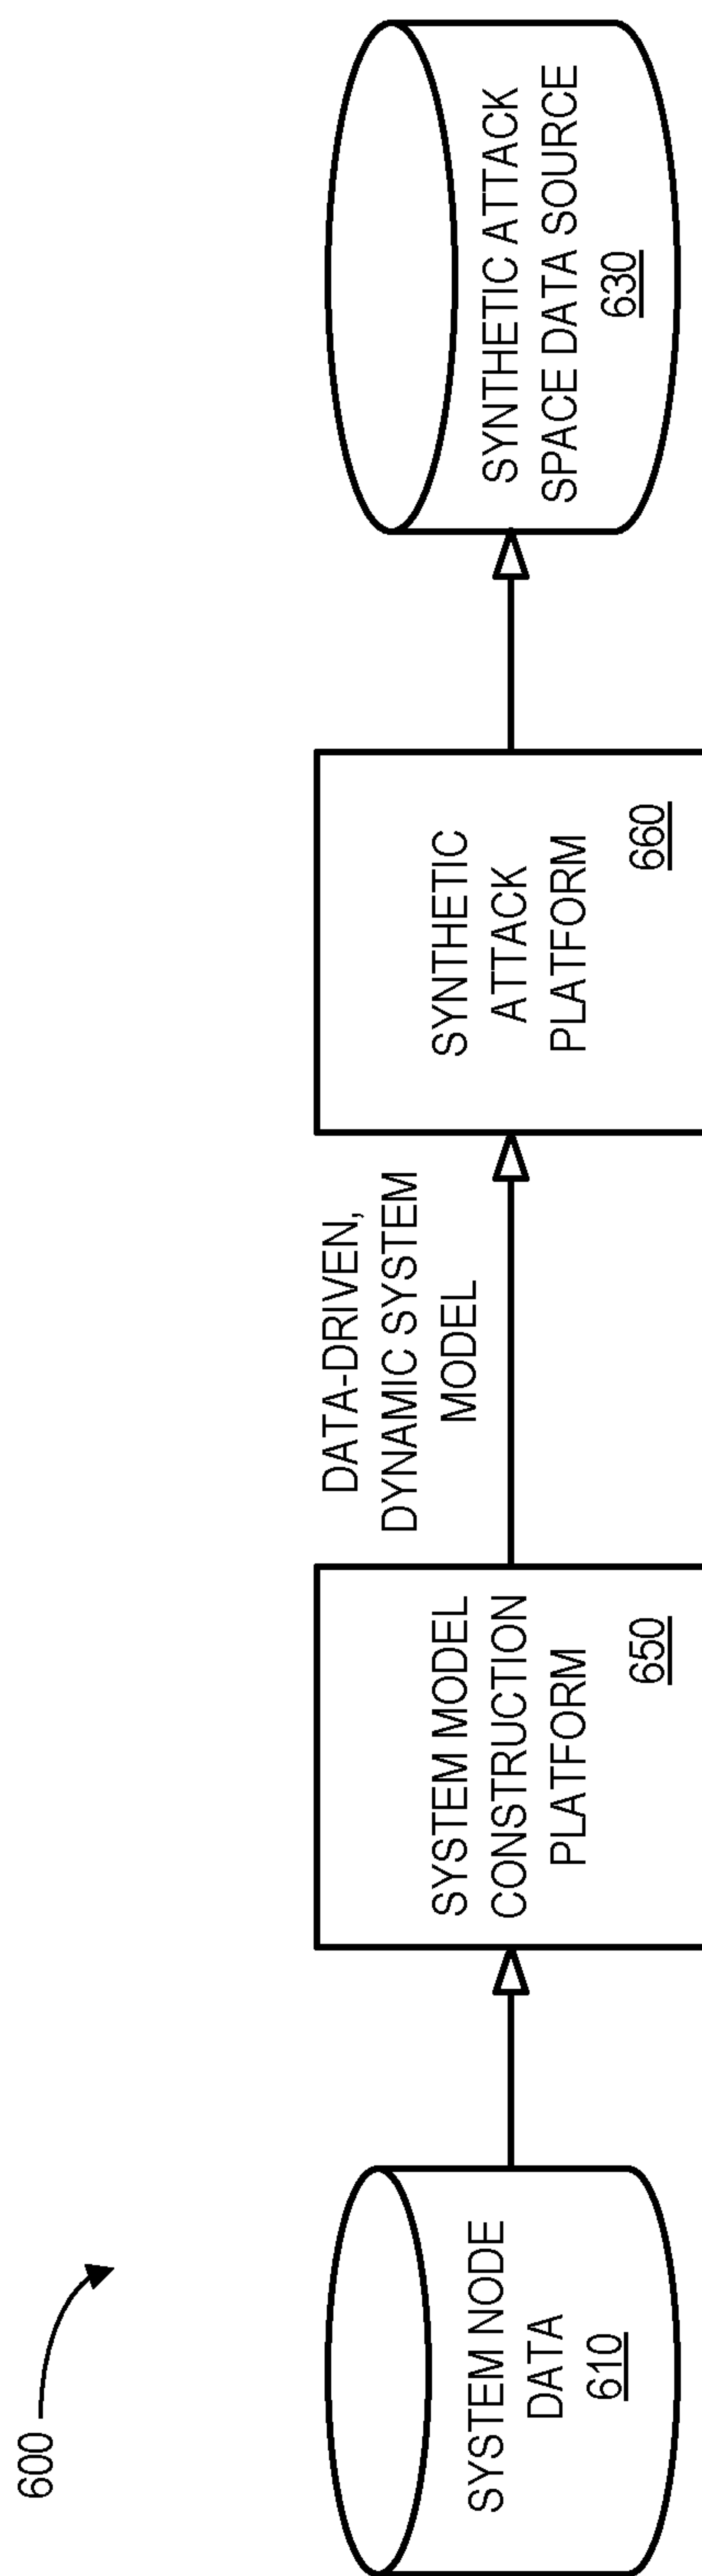 600
SYSTEM NODE
DATA
610
SYSTEM MODEL
CONSTRUCTION
PLATFORM
650
DATA-DRIVEN,
DYNAMIC SYSTEM
MODEL
SYNTHETIC
ATTACK
PLATFORM
660
SYNTHETIC ATTACK
SPACE DATA SOURCE
630